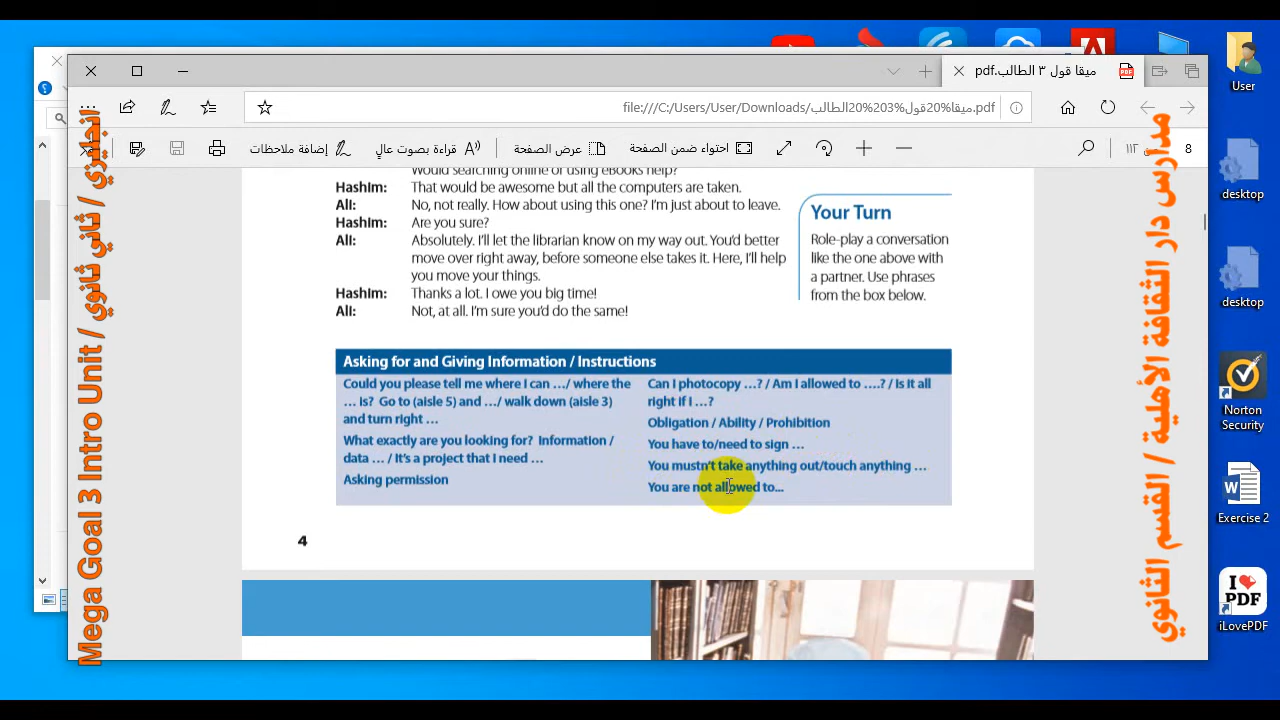 ميقا قول ٣ الطالب.pdf
file:///C:/Users/User/Downloads/ميقا%20قول%203%20الطالب.pdf
إضافة ملاحظات
قراءة بصوت عالٍ
عرض الصفحة
احتواء ضمن الصفحة
8
من ١١٢
Would searching online or using eBooks help?
Hashim: That would be awesome but all the computers are taken.
Ali: No, not really. How about using this one? I'm just about to leave.
Hashim: Are you sure?
Ali: Absolutely. I'll let the librarian know on my way out. You'd better
move over right away, before someone else takes it. Here, I'll help
you move your things.
Hashim: Thanks a lot. I owe you big time!
Ali: Not, at all. I'm sure you'd do the same!
Your Turn
Role-play a conversation
like the one above with
a partner. Use phrases
from the box below.
Asking for and Giving Information / Instructions
Could you please tell me where I can …/ where the
… is? Go to (aisle 5) and …/ walk down (aisle 3)
and turn right …
What exactly are you looking for? Information /
data … / It's a project that I need …
Asking permission
Can I photocopy …? / Am I allowed to ….? / Is it all
right if I …?
Obligation / Ability / Prohibition
You have to/need to sign …
You mustn't take anything out/touch anything …
You are not allowed to...
4
Mega Goal 3 Intro Unit / انجليزي / ثاني ثانوي
مدارس دار الثقافة الأهلية / القسم الثانوي
User
desktop
desktop
Norton
Security
Exercise 2
I
PDF
iLovePDF